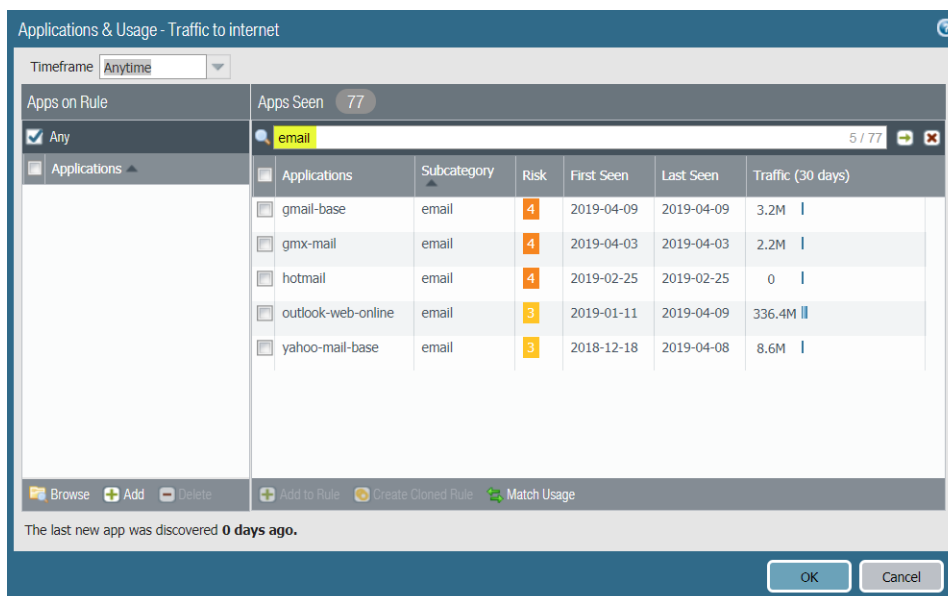 Applications & Usage - Traffic to internet
Timeframe Anytime
Apps on Rule
Apps Seen 77
Any
email 5 / 77
Applications
Applications Subcategory Risk First Seen Last Seen Traffic (30 days)
gmail-base email 4 2019-04-09 2019-04-09 3.2M
gmx-mail email 4 2019-04-03 2019-04-03 2.2M
hotmail email 4 2019-02-25 2019-02-25 0
outlook-web-online email 3 2019-01-11 2019-04-09 336.4M
yahoo-mail-base email 3 2018-12-18 2019-04-08 8.6M
Browse Add Delete
Add to Rule Create Cloned Rule Match Usage
The last new app was discovered 0 days ago.
OK Cancel